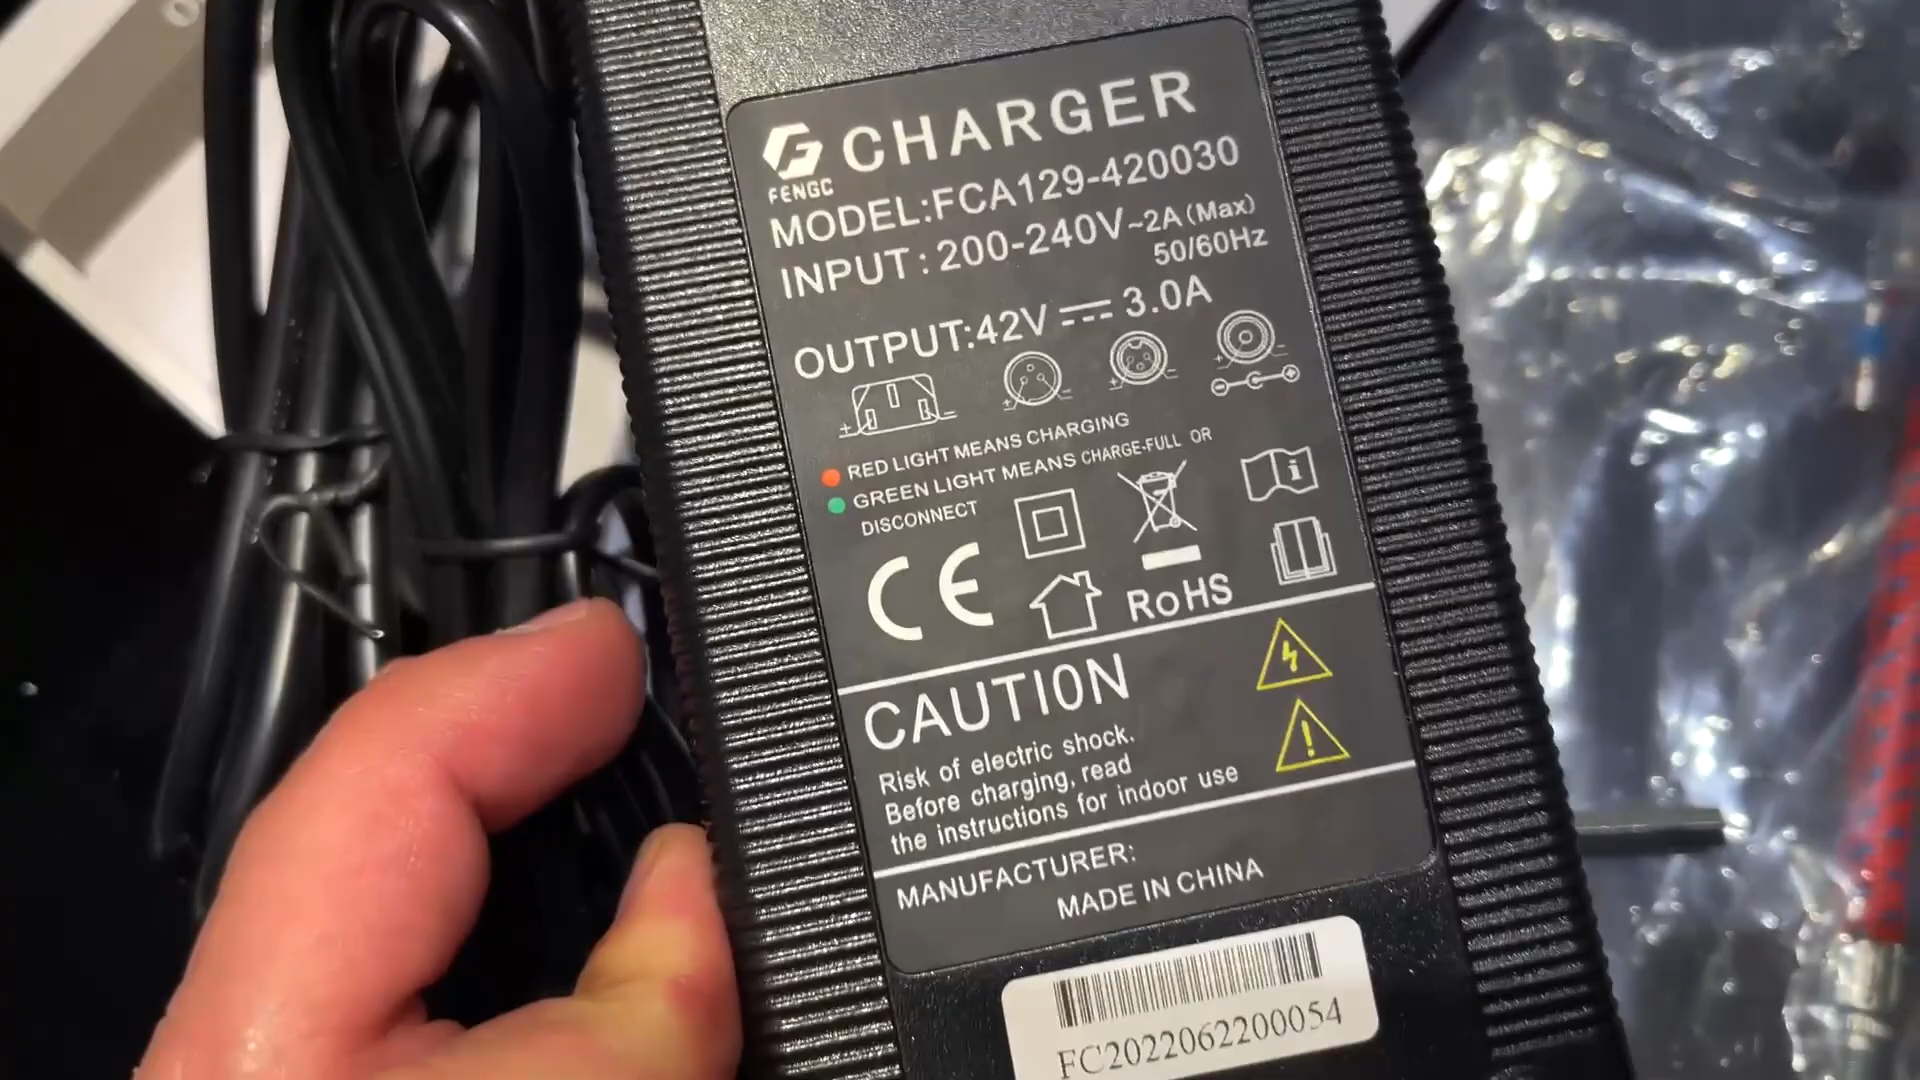 CHARGER
FENGC
MODEL:FCA129-420030
INPUT: 200-240V~2A(Max)
50/60Hz
OUTPUT:42V⎓3.0A
+ - + - + - + -
RED LIGHT MEANS CHARGING
GREEN LIGHT MEANS CHARGE-FULL OR
DISCONNECT
CE
RoHS
CAUTION
Risk of electric shock.
Before charging, read
the instructions for indoor use
MANUFACTURER:
MADE IN CHINA
FC2022062200054